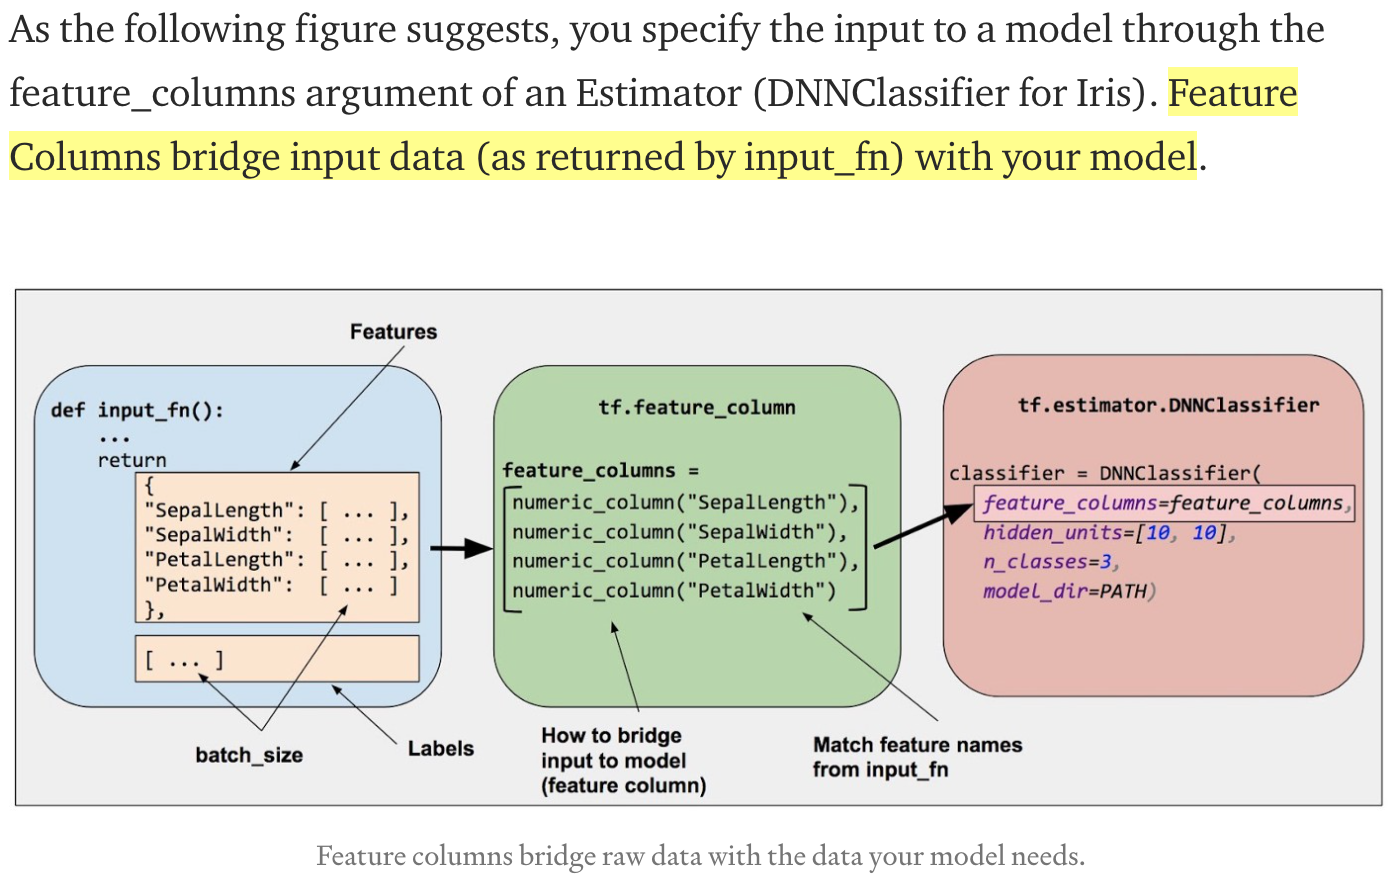 As the following figure suggests, you specify the input to a model through the
feature_columns argument of an Estimator (DNNClassifier for Iris). Feature
Columns bridge input data (as returned by input_fn) with your model.
Features
def input_fn():
...
return
{
"SepalLength": [ ... ],
"SepalWidth": [ ... ],
"PetalLength": [ ... ],
"PetalWidth": [ ... ]
},
[ ... ]
batch_size
Labels
tf.feature_column
feature_columns =
[numeric_column("SepalLength"),
numeric_column("SepalWidth"),
numeric_column("PetalLength"),
numeric_column("PetalWidth")]
How to bridge
input to model
(feature column)
Match feature names
from input_fn
tf.estimator.DNNClassifier
classifier = DNNClassifier(
feature_columns=feature_columns,
hidden_units=[10, 10],
n_classes=3,
model_dir=PATH)
Feature columns bridge raw data with the data your model needs.